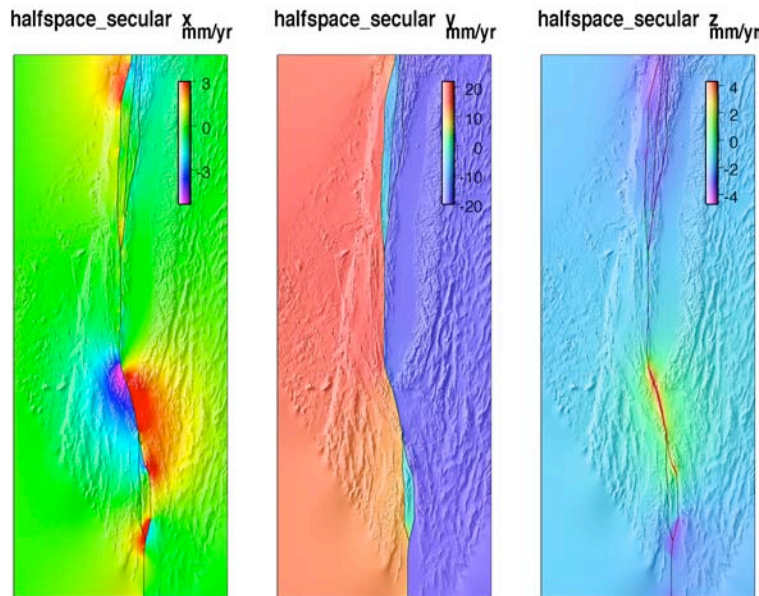 halfspace_secular x
mm/yr
3
0
-3
halfspace_secular y
mm/yr
20
10
0
-10
-20
halfspace_secular z
mm/yr
4
2
0
-2
-4